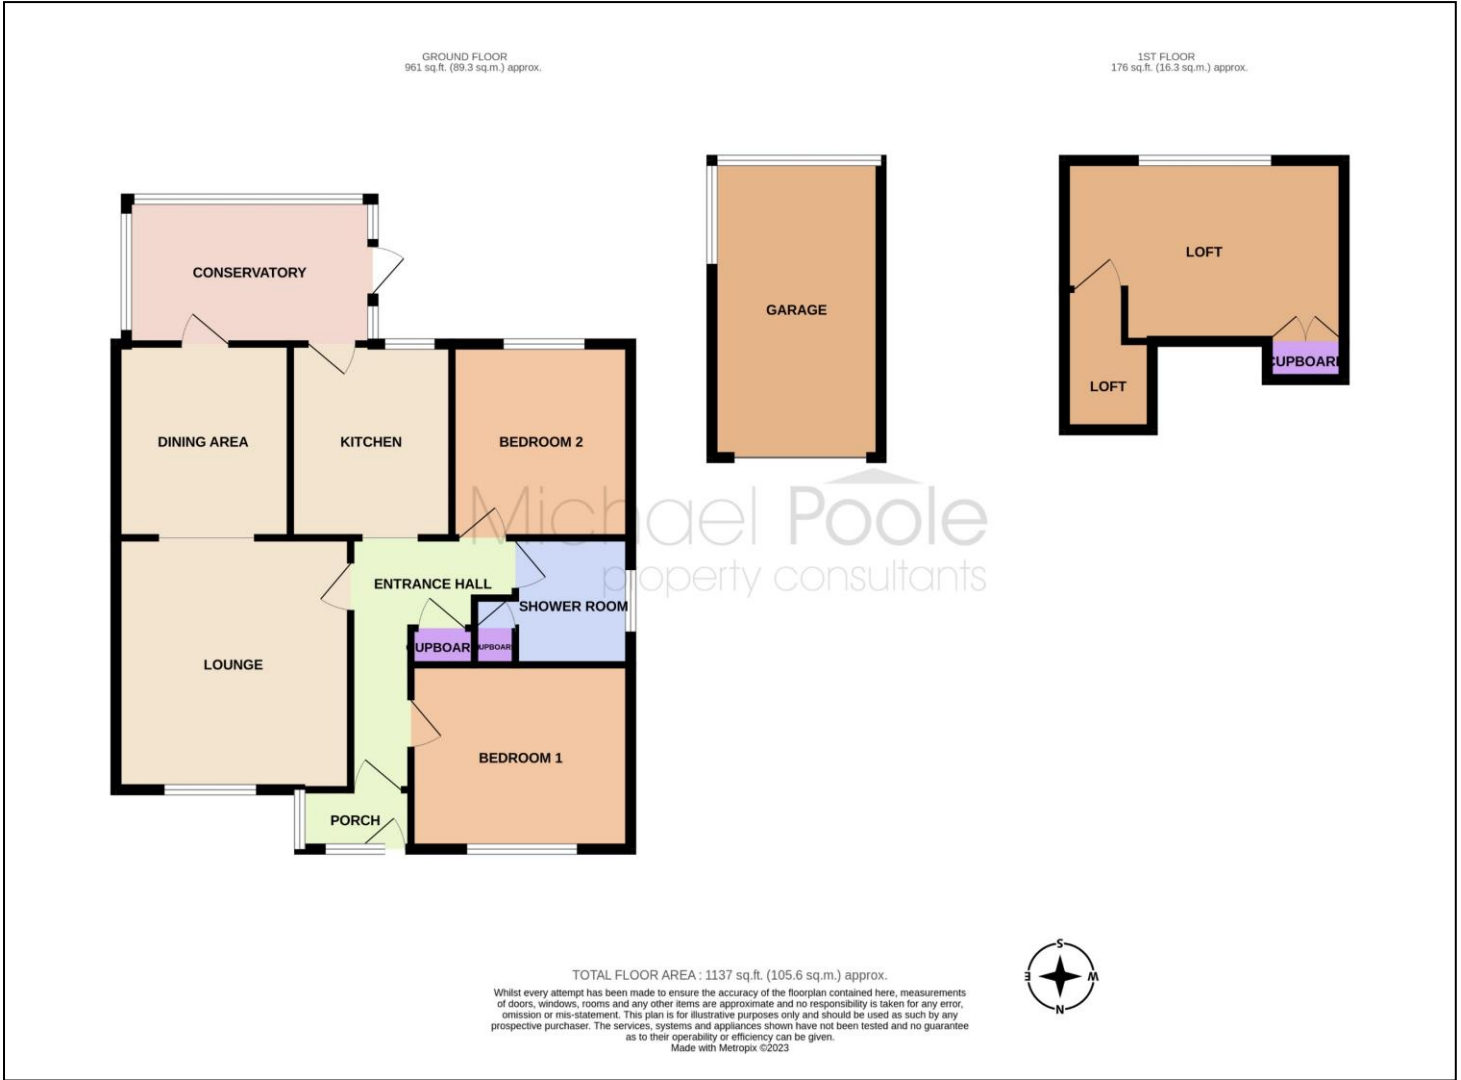 GROUND FLOOR
961 sq.ft. (89.3 sq.m.) approx.
1ST FLOOR
176 sq.ft. (16.3 sq.m.) approx.
CONSERVATORY
GARAGE
LOFT
CUPBOARD
LOFT
DINING AREA
KITCHEN
BEDROOM 2
Michael Poole
property consultants
ENTRANCE HALL
SHOWER ROOM
UPBOAR
UPBOAR
LOUNGE
BEDROOM 1
PORCH
S
E
W
N
TOTAL FLOOR AREA : 1137 sq.ft. (105.6 sq.m.) approx.
Whilst every attempt has been made to ensure the accuracy of the floorplan contained here, measurements
of doors, windows, rooms and any other items are approximate and no responsibility is taken for any error,
omission or mis-statement. This plan is for illustrative purposes only and should be used as such by any
prospective purchaser. The services, systems and appliances shown have not been tested and no guarantee
as to their operability or efficiency can be given.
Made with Metropix ©2023